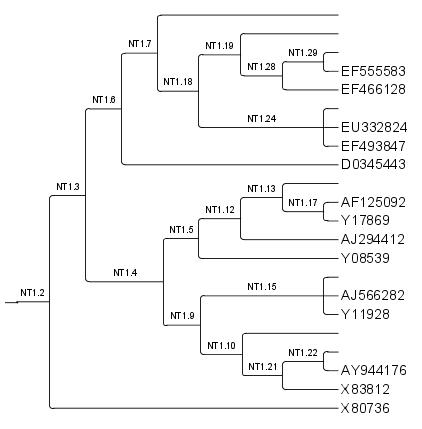 NT1.7
NT1.19
NT1.29
NT1.28
EF555583
NT1.18
EF466128
NT1.6
NT1.24
EU332824
EF493847
D0345443
NT1.3
NT1.13
NT1.17
AF125092
NT1.12
Y17869
NT1.5
AJ294412
Y08539
NT1.4
NT1.15
AJ566282
NT1.2
Y11928
NT1.9
NT1.10
NT1.22
NT1.21
AY944176
X83812
X80736